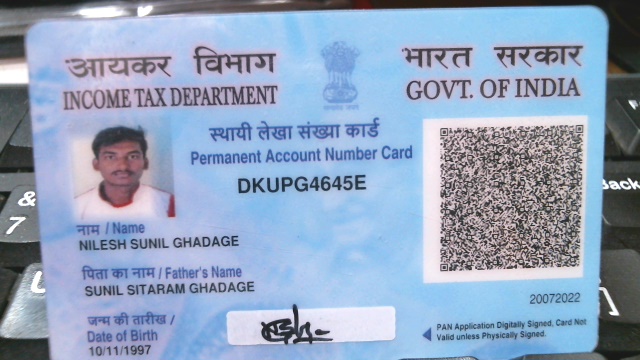 आयकर विभाग
INCOME TAX DEPARTMENT
भारत सरकार
GOVT. OF INDIA
स्थायी लेखा संख्या कार्ड
Permanent Account Number Card
DKUPG4645E
नाम / Name
NILESH SUNIL GHADAGE
पिता का नाम / Father's Name
SUNIL SITARAM GHADAGE
जन्म की तारीख /
Date of Birth
10/11/1997
20072022
PAN Application Digitally Signed, Card Not
Valid unless Physically Signed.
&
7
Back